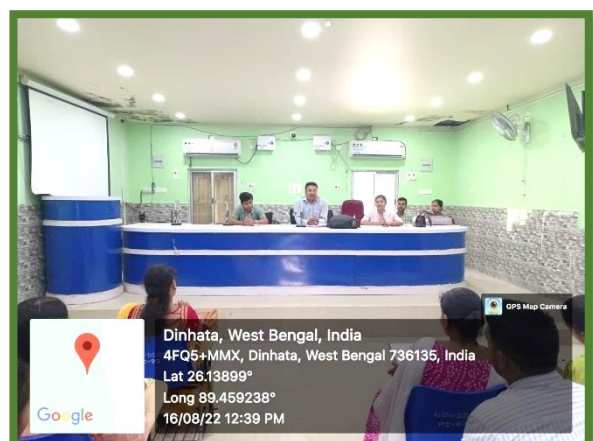 GPS Map Camera
Dinhata, West Bengal, India
4FQ5+MMX, Dinhata, West Bengal 736135, India
Lat 26.13899°
Long 89.459238°
16/08/22 12:39 PM
Google